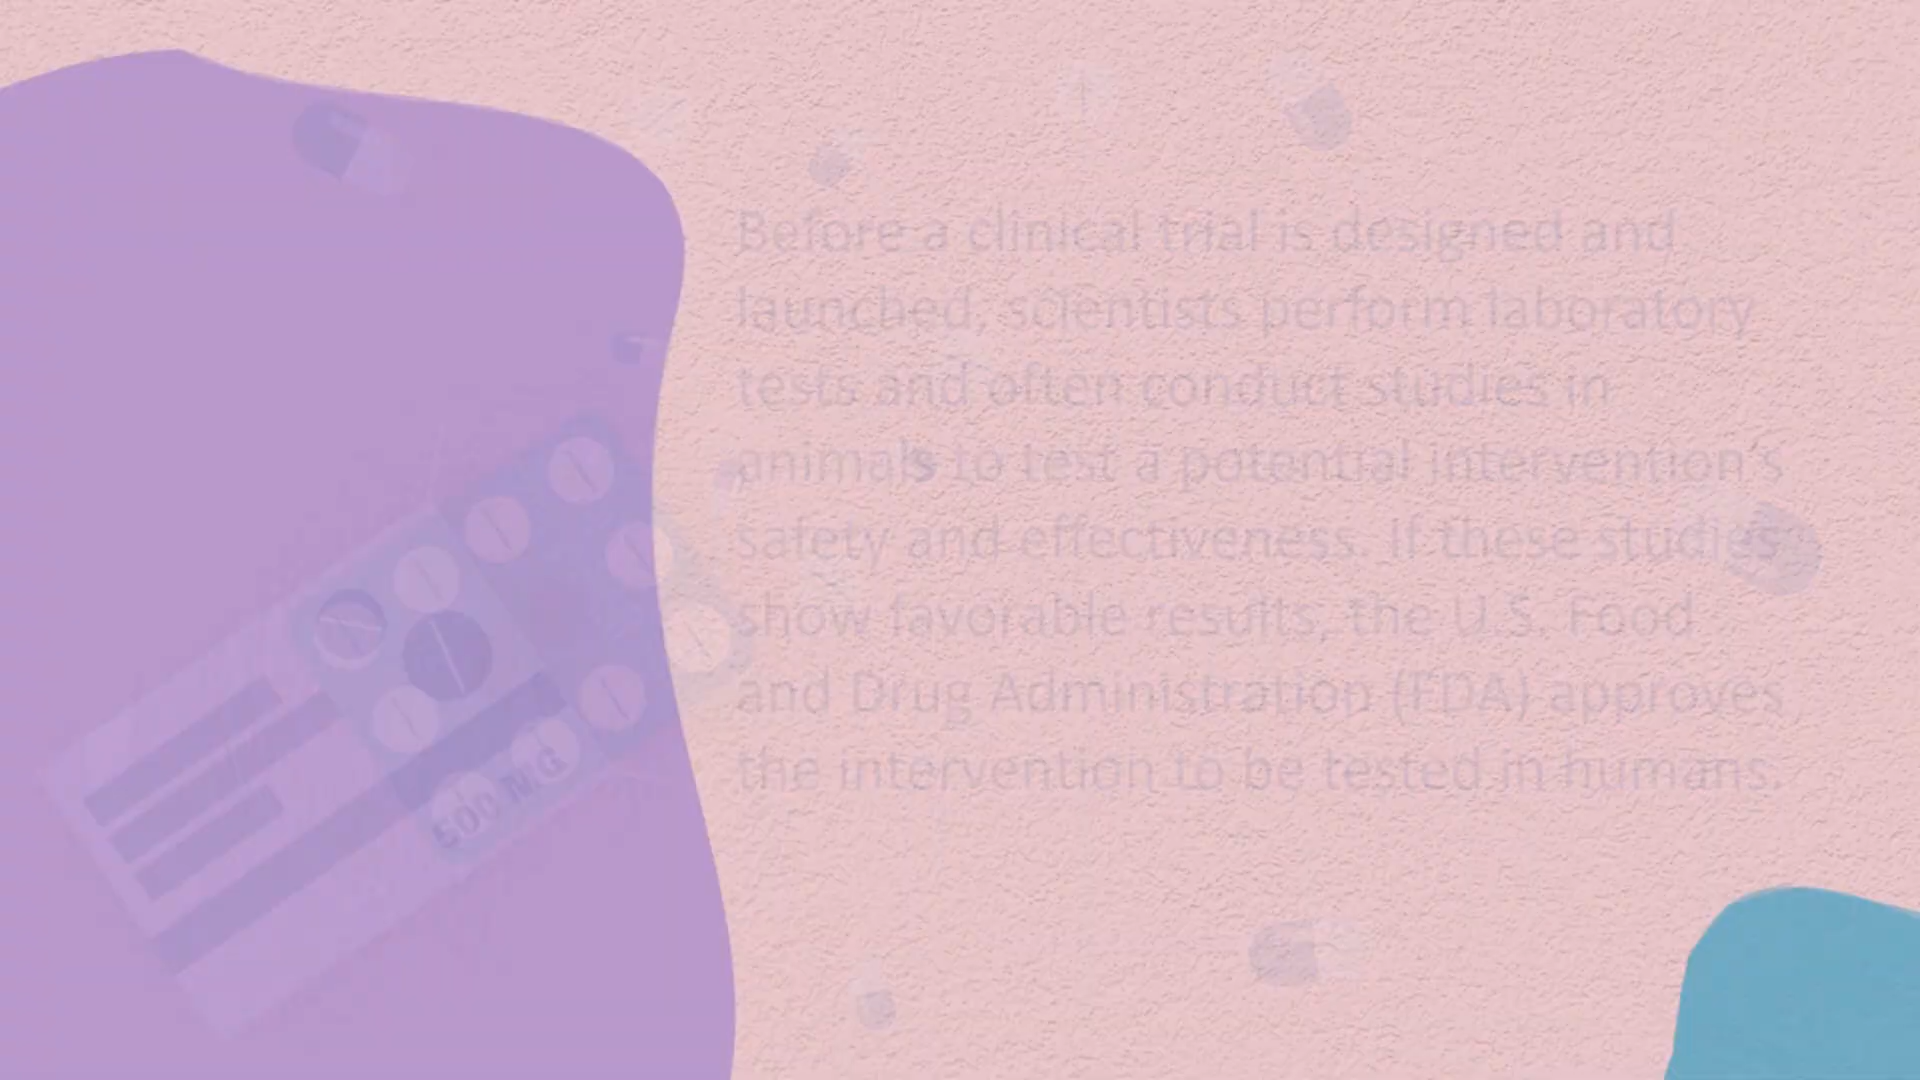 Before a clinical trial is designed and
launched, scientists perform laboratory
tests and often conduct studies in
animals to test a potential intervention's
safety and effectiveness. If these studies
show favorable results, the U.S. Food
and Drug Administration (FDA) approves
the intervention to be tested in humans.
500 MG